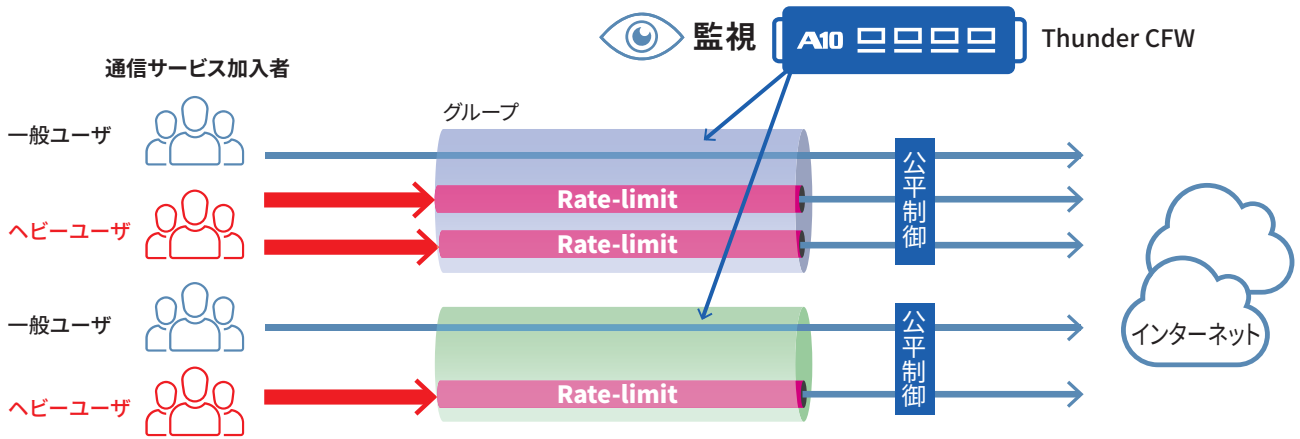 監視
A10
Thunder CFW
通信サービス加入者
グループ
一般ユーザ
公平制御
Rate-limit
ヘビーユーザ
Rate-limit
一般ユーザ
公平制御
インターネット
Rate-limit
ヘビーユーザ